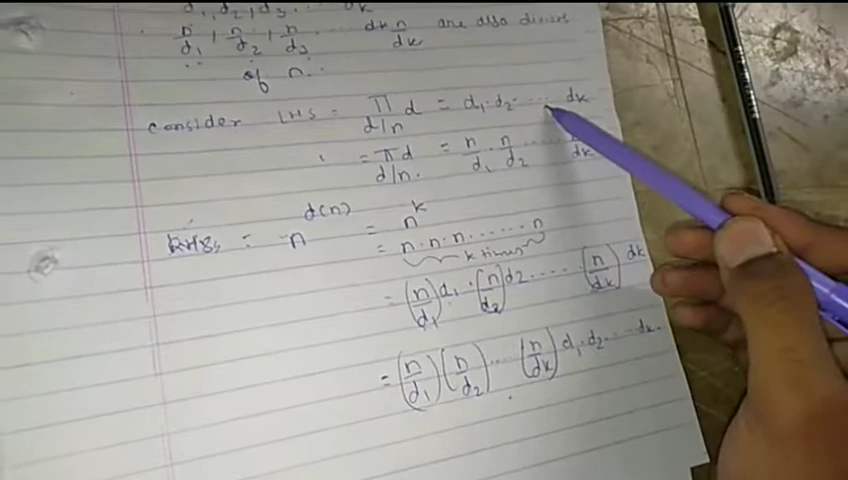 d₁, d₂, d₃ ..... dk
n/d₁, n/d₂, n/d₃ ..... dk n/dk are also divisors
of n.
consider LHS = π d = d₁·d₂· .... dk
d/n
= π d = n/d₁ · n/d₂ ..... dk
d/n.
RHS = n^d(n) = n^k
= n·n·n.......n
k times
= (n/d₁)d₁ · (n/d₂)d₂ ..... (n/dk)dk
= (n/d₁)(n/d₂)...(n/dk) d₁·d₂... dk.